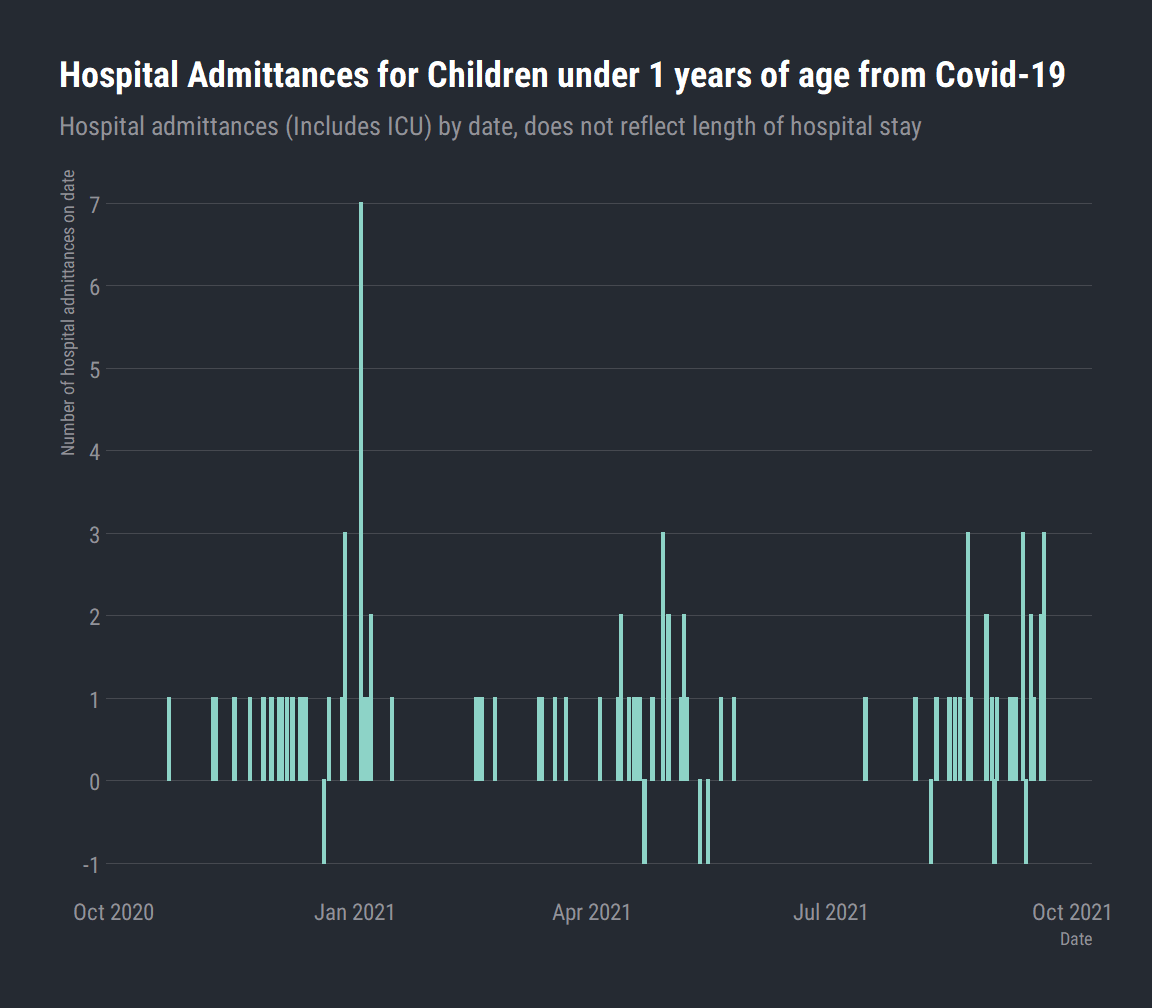 Hospital Admittances for Children under 1 years of age from Covid-19
Hospital admittances (Includes ICU) by date, does not reflect length of hospital stay
Number of hospital admittances on date
7
6
5
4
3
2
1
0
-1
Oct 2020
Jan 2021
Apr 2021
Jul 2021
Oct 2021
Date